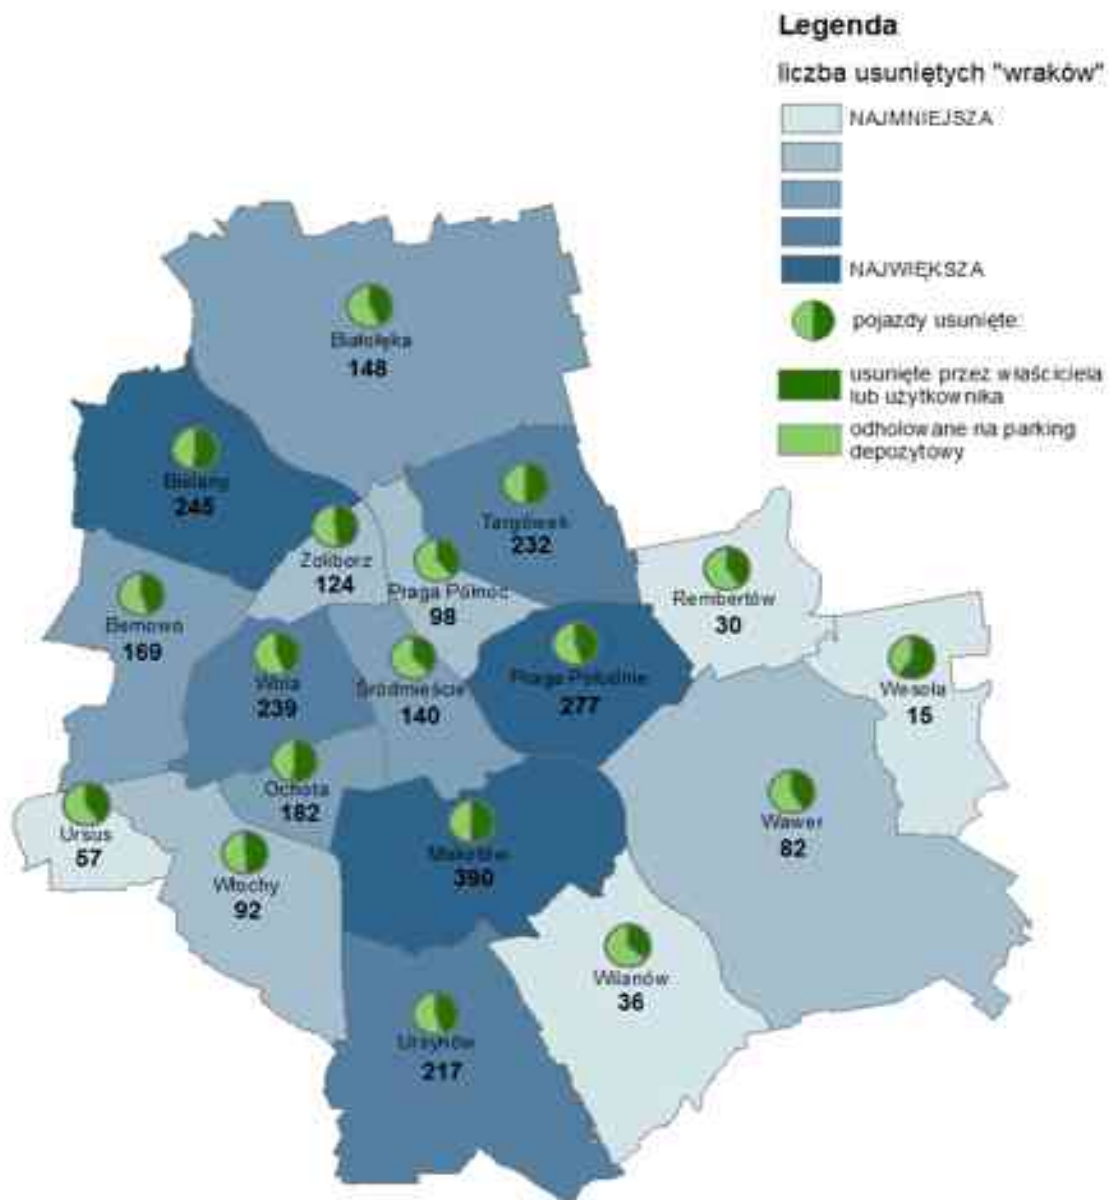 Legenda
liczba usuniętych "wraków"
NAJMNIEJSZA
NAJWIĘKSZA
pojazdy usunięte:
usunięte przez właściciela
lub użytkownika
odholowane na parking
depozytowy
Białołęka
148
Bielany
245
Targówek
232
Żoliborz
124
Praga Północ
98
Rembertów
30
Bemowo
169
Wola
239
Śródmieście
140
Praga Południe
277
Wesoła
15
Ochota
182
Ursus
57
Mokotów
390
Wawer
82
Włochy
92
Wilanów
36
Ursynów
217